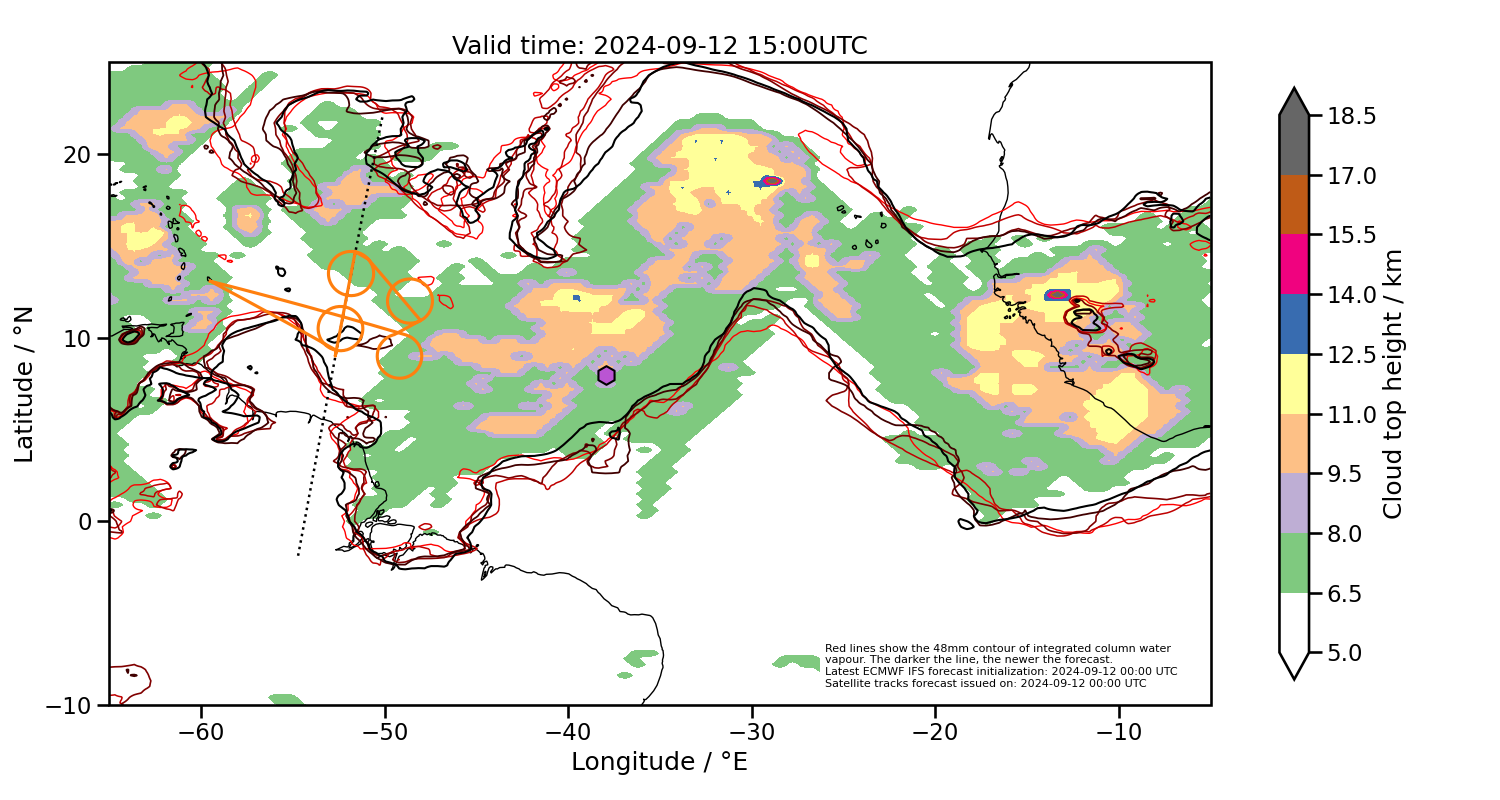 Valid time: 2024-09-12 15:00UTC
20
10
0
−10
Latitude / °N
−60
−50
−40
−30
−20
−10
Longitude / °E
Red lines show the 48mm contour of integrated column water
vapour. The darker the line, the newer the forecast.
Latest ECMWF IFS forecast initialization: 2024-09-12 00:00 UTC
Satellite tracks forecast issued on: 2024-09-12 00:00 UTC
18.5
17.0
15.5
14.0
12.5
11.0
9.5
8.0
6.5
5.0
Cloud top height / km